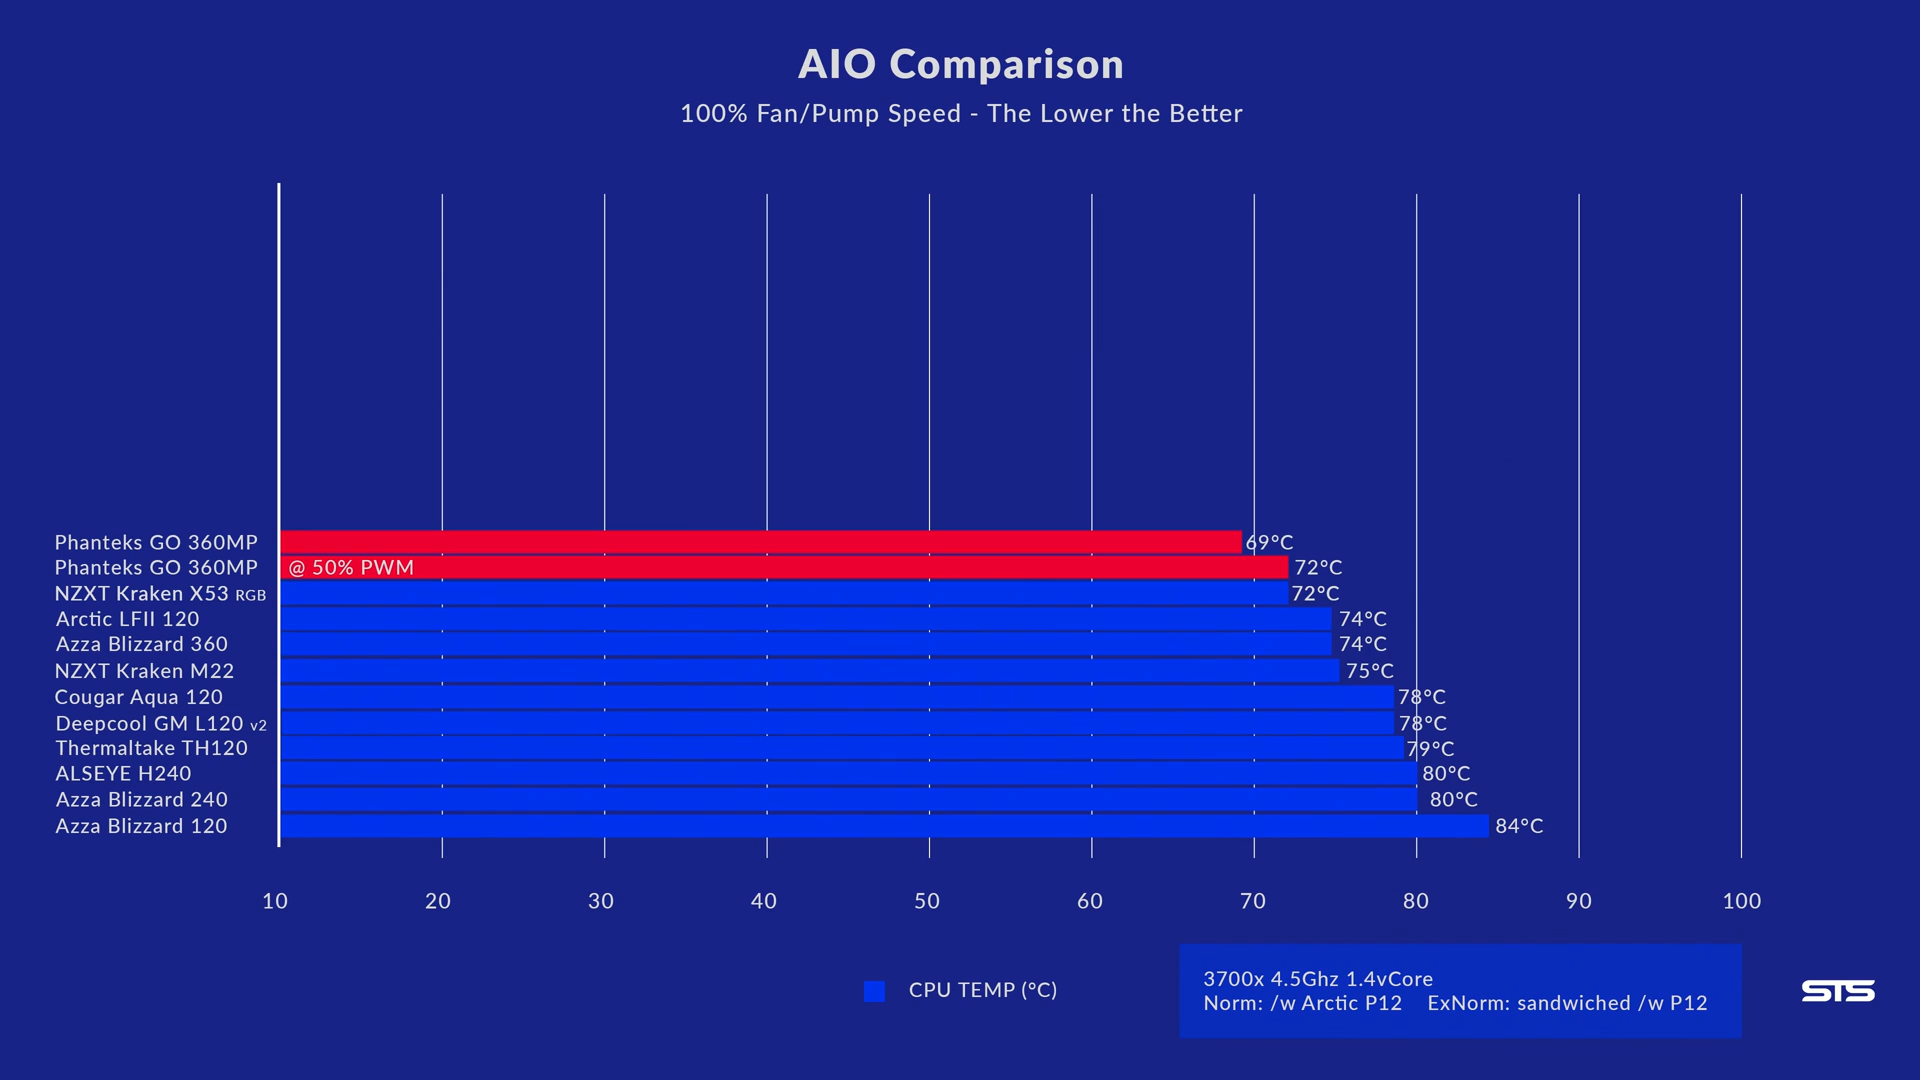 AIO Comparison
100% Fan/Pump Speed - The Lower the Better
Phanteks GO 360MP 69°C
Phanteks GO 360MP @ 50% PWM 72°C
NZXT Kraken X53 RGB 72°C
Arctic LFII 120 74°C
Azza Blizzard 360 74°C
NZXT Kraken M22 75°C
Cougar Aqua 120 78°C
Deepcool GM L120 v2 78°C
Thermaltake TH120 79°C
ALSEYE H240 80°C
Azza Blizzard 240 80°C
Azza Blizzard 120 84°C
10 20 30 40 50 60 70 80 90 100
CPU TEMP (°C)
3700x 4.5Ghz 1.4vCore
Norm: /w Arctic P12 ExNorm: sandwiched /w P12
STS